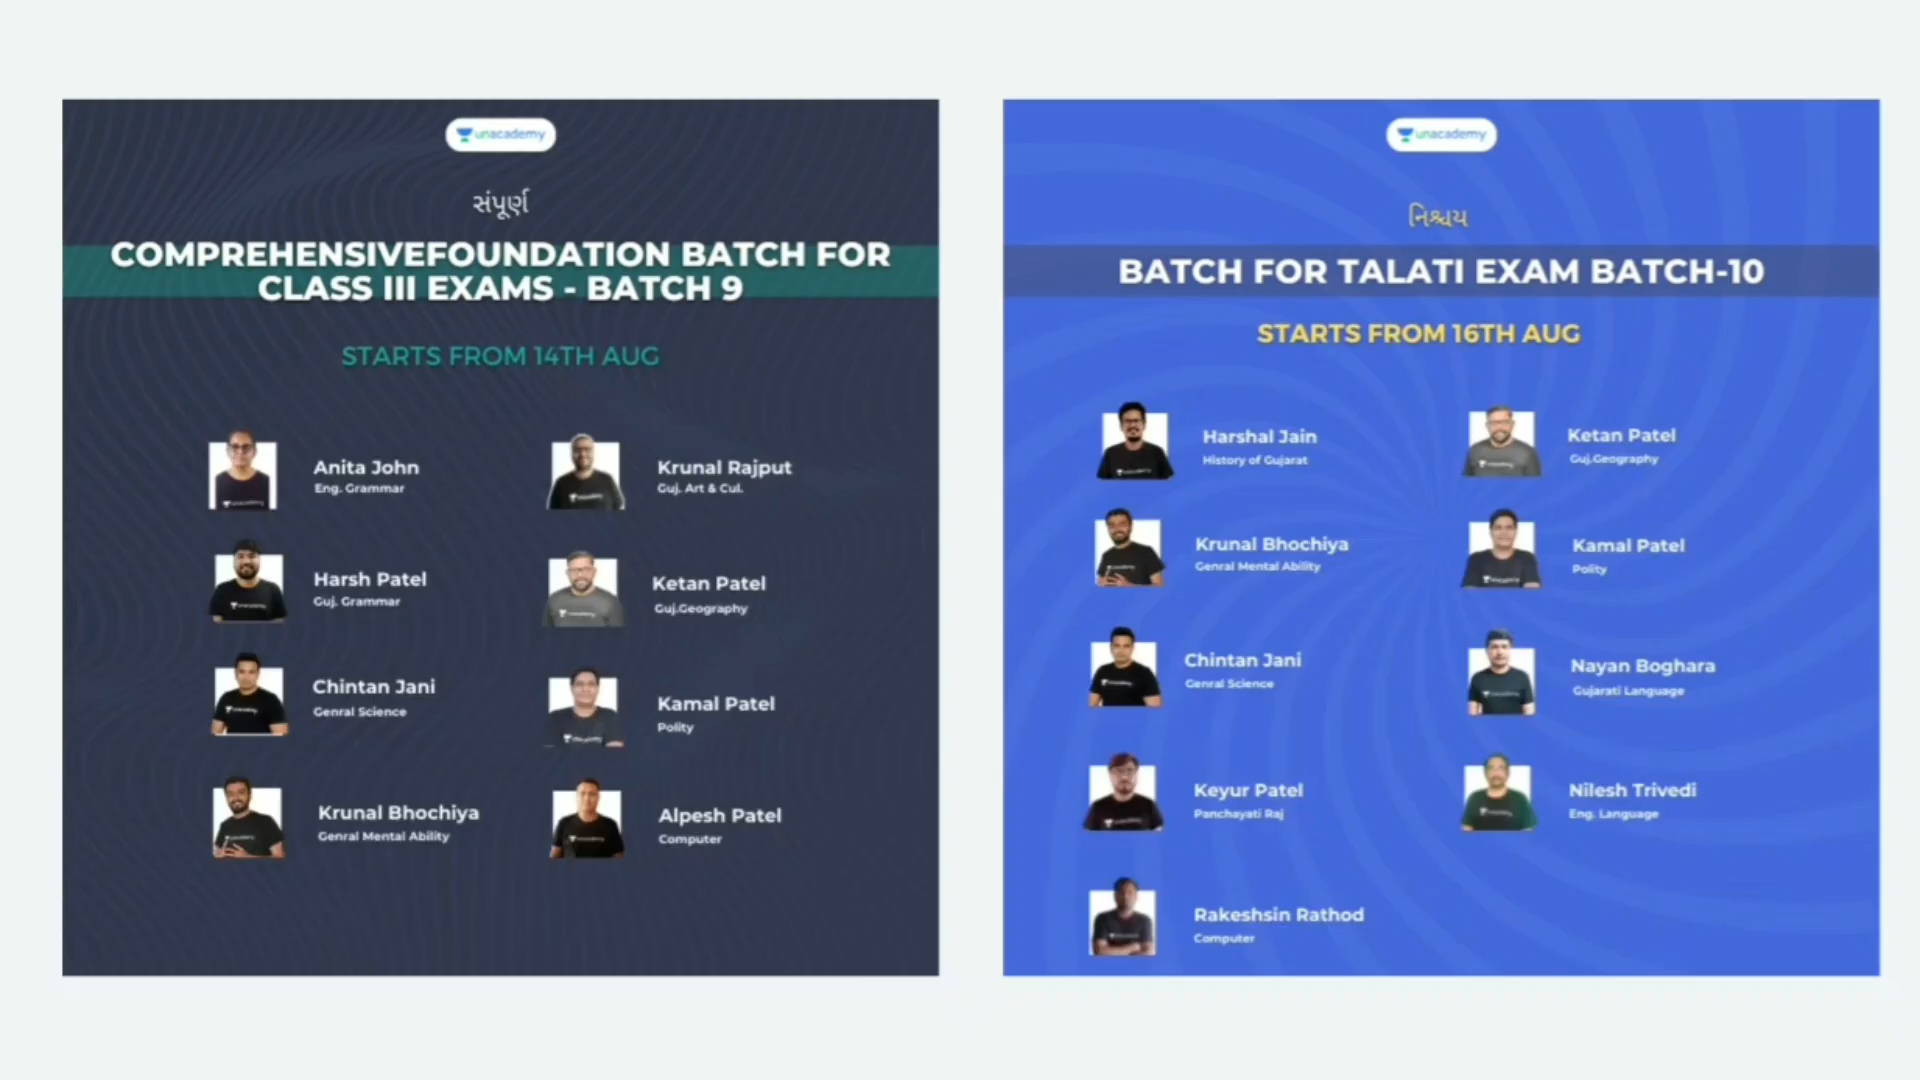 unacademy
સંપૂર્ણ
COMPREHENSIVEFOUNDATION BATCH FOR
CLASS III EXAMS - BATCH 9
STARTS FROM 14TH AUG
Anita John
Eng. Grammar
Krunal Rajput
Guj. Art & Cul.
Harsh Patel
Guj. Grammar
Ketan Patel
Guj.Geography
Chintan Jani
Genral Science
Kamal Patel
Polity
Krunal Bhochiya
Genral Mental Ability
Alpesh Patel
Computer
unacademy
નિશ્ચય
BATCH FOR TALATI EXAM BATCH-10
STARTS FROM 16TH AUG
Harshal Jain
History of Gujarat
Ketan Patel
Guj.Geography
Krunal Bhochiya
Genral Mental Ability
Kamal Patel
Polity
Chintan Jani
Genral Science
Nayan Boghara
Gujarati Language
Keyur Patel
Panchayati Raj
Nilesh Trivedi
Eng. Language
Rakeshsin Rathod
Computer